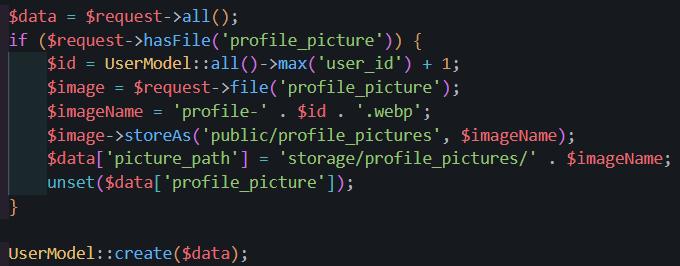 $data = $request->all();
if ($request->hasFile('profile_picture')) {
    $id = UserModel::all()->max('user_id') + 1;
    $image = $request->file('profile_picture');
    $imageName = 'profile-' . $id . '.webp';
    $image->storeAs('public/profile_pictures', $imageName);
    $data['picture_path'] = 'storage/profile_pictures/' . $imageName;
    unset($data['profile_picture']);
}
UserModel::create($data);